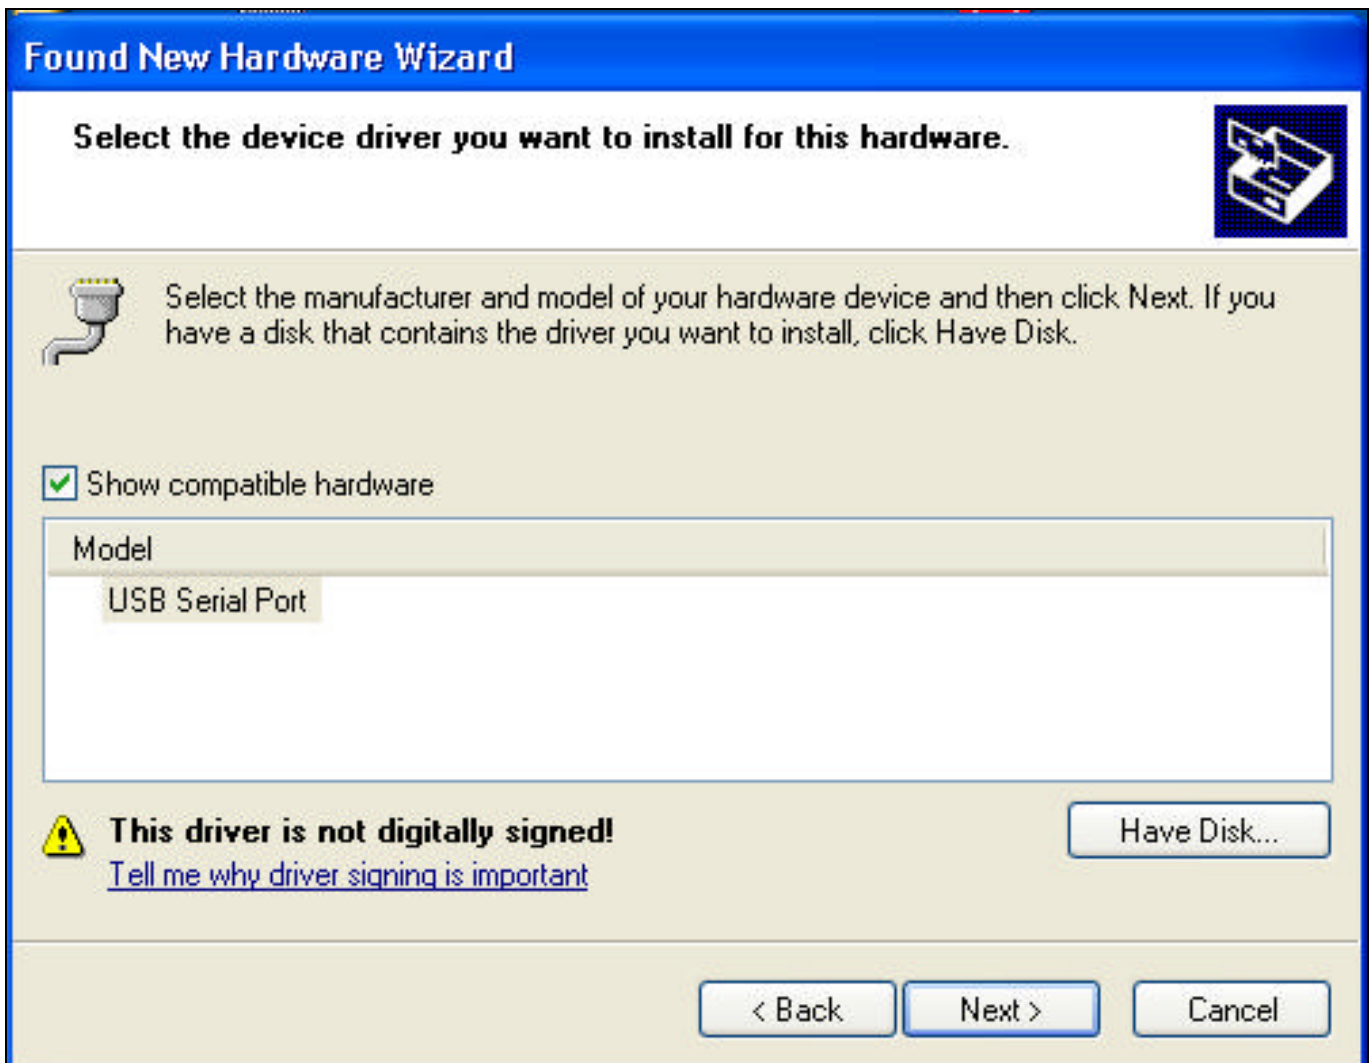 Found New Hardware Wizard
Select the device driver you want to install for this hardware.
Select the manufacturer and model of your hardware device and then click Next. If you
have a disk that contains the driver you want to install, click Have Disk.
Show compatible hardware
Model
USB Serial Port
This driver is not digitally signed!
Have Disk...
Tell me why driver signing is important
< Back
Next >
Cancel